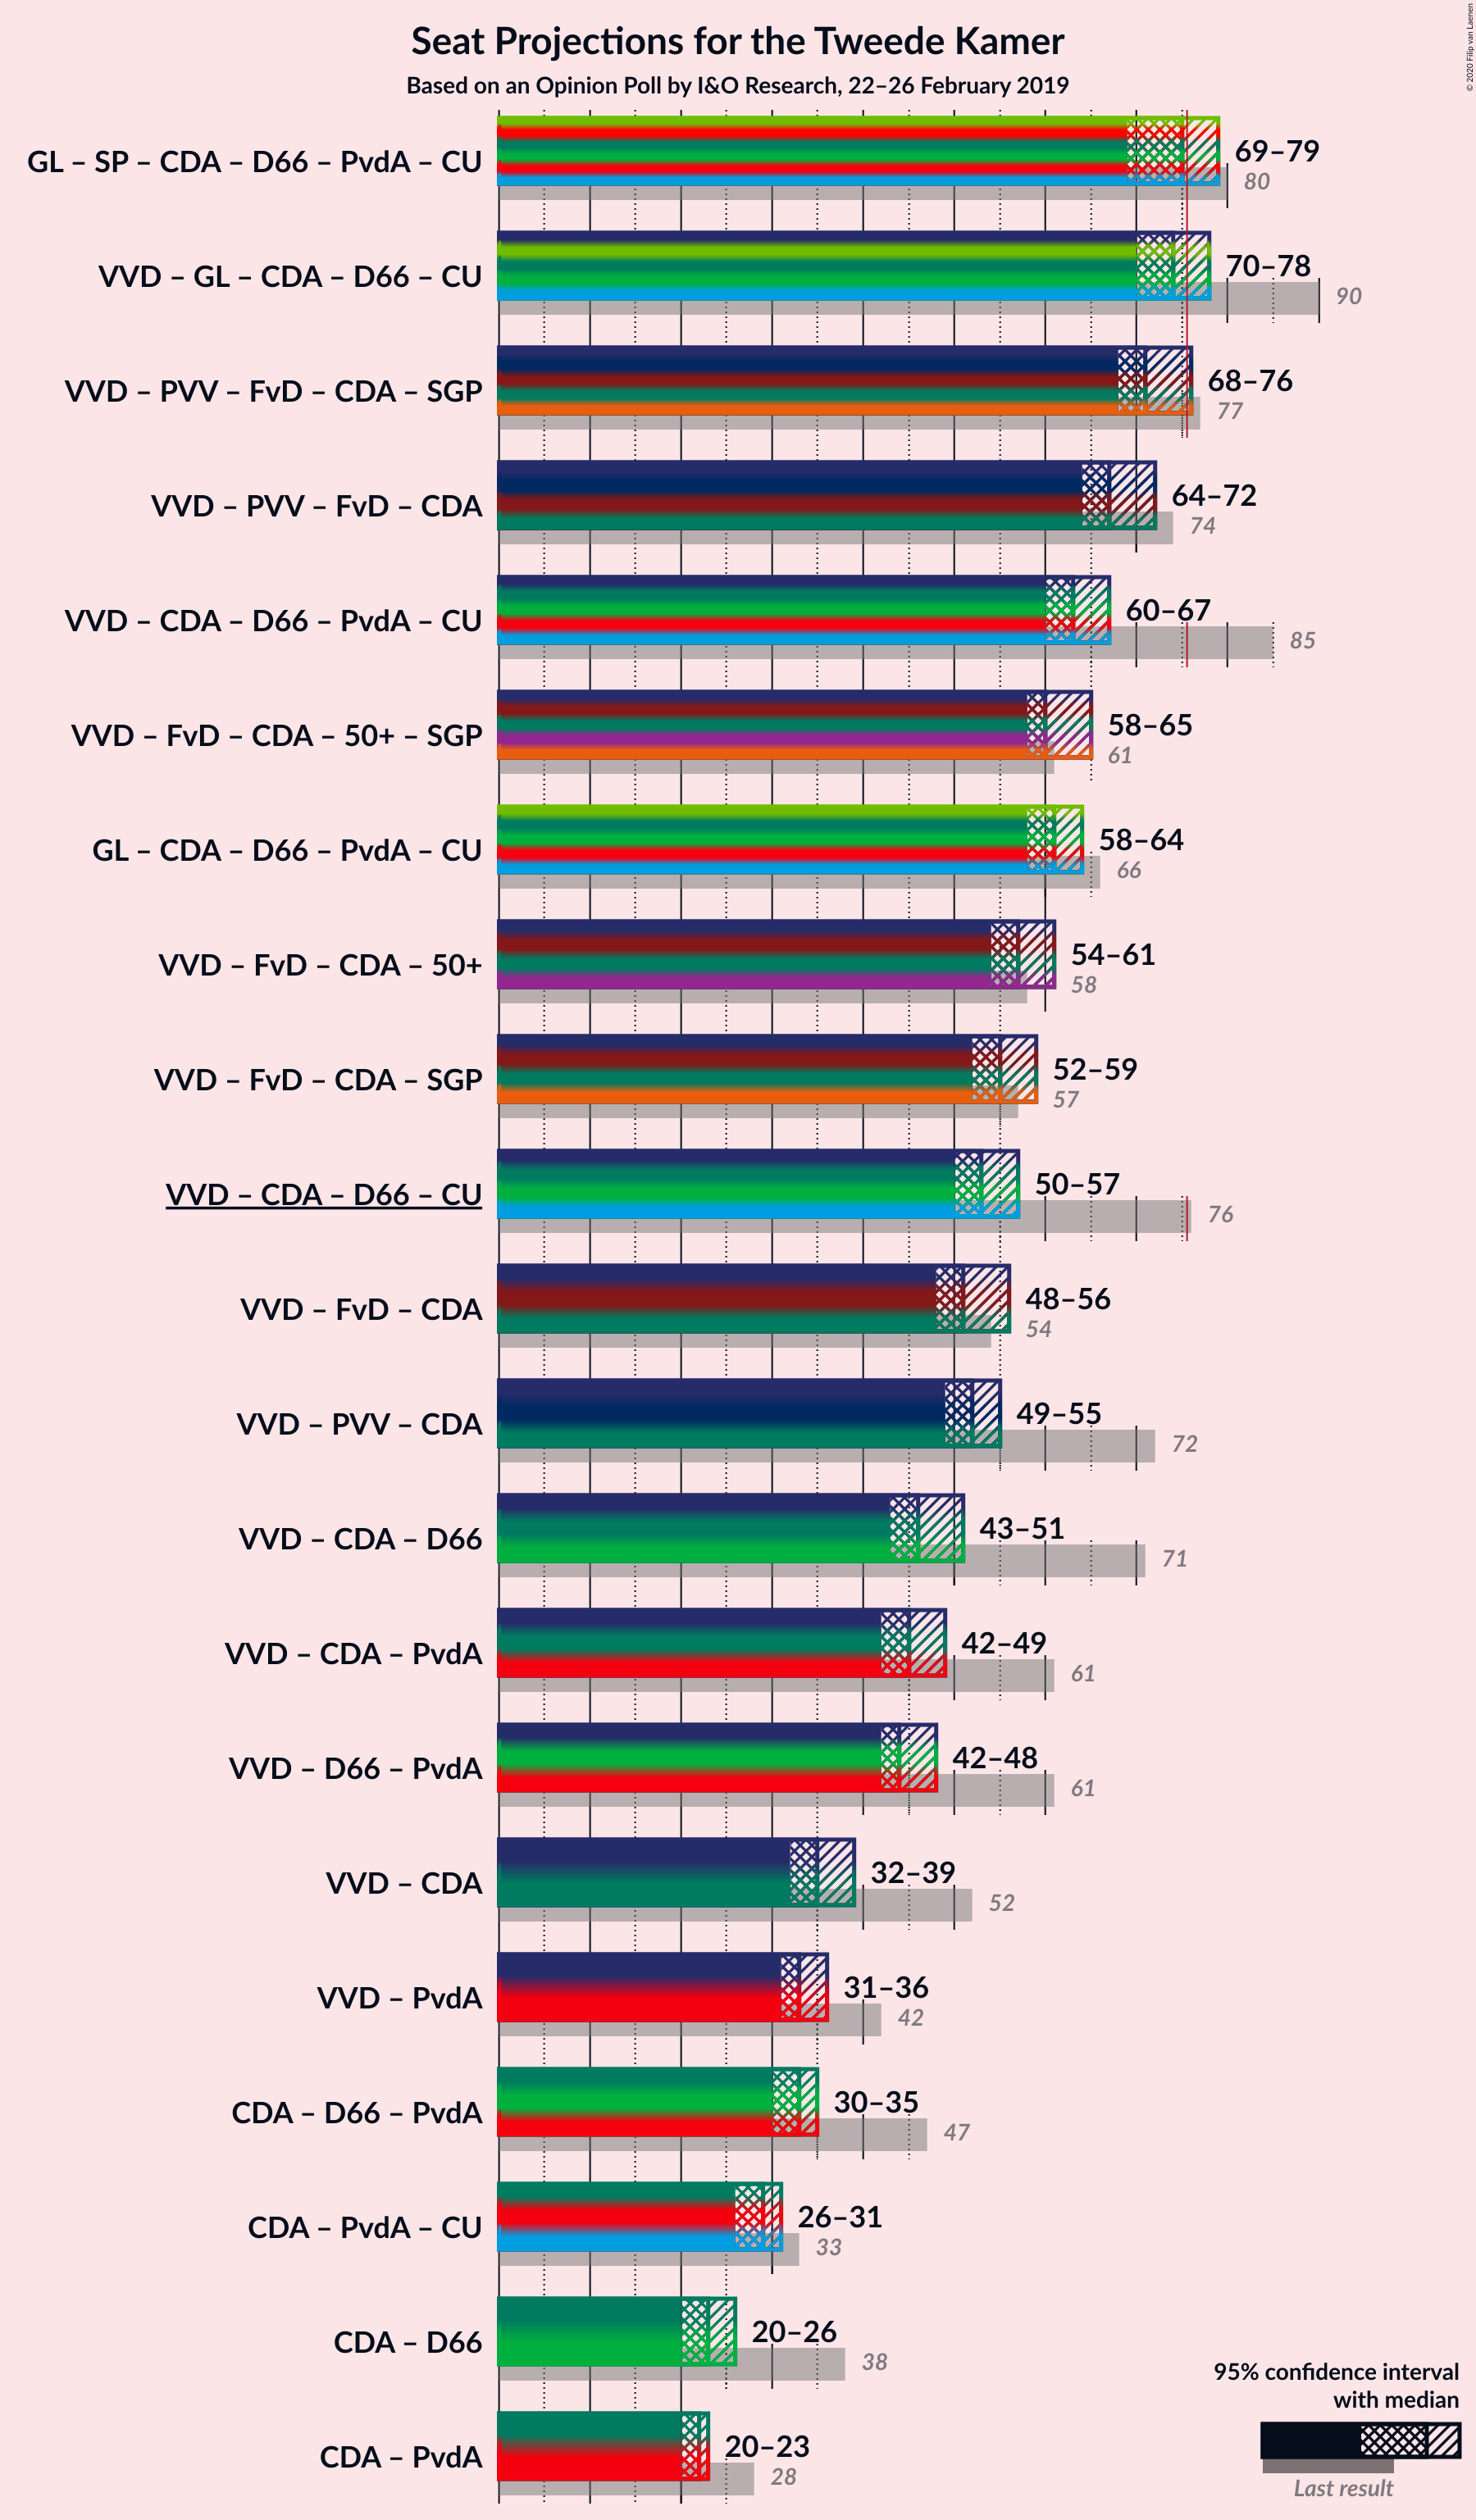 Seat Projections for the Tweede Kamer
Based on an Opinion Poll by I&O Research, 22–26 February 2019
© 2020 Filip van Laenen
GL – SP – CDA – D66 – PvdA – CU
69–79
80
VVD – GL – CDA – D66 – CU
70–78
90
VVD – PVV – FvD – CDA – SGP
68–76
77
VVD – PVV – FvD – CDA
64–72
74
VVD – CDA – D66 – PvdA – CU
60–67
85
VVD – FvD – CDA – 50+ – SGP
58–65
61
GL – CDA – D66 – PvdA – CU
58–64
66
VVD – FvD – CDA – 50+
54–61
58
VVD – FvD – CDA – SGP
52–59
57
VVD – CDA – D66 – CU
50–57
76
VVD – FvD – CDA
48–56
54
VVD – PVV – CDA
49–55
72
VVD – CDA – D66
43–51
71
VVD – CDA – PvdA
42–49
61
VVD – D66 – PvdA
42–48
61
VVD – CDA
32–39
52
VVD – PvdA
31–36
42
CDA – D66 – PvdA
30–35
47
CDA – PvdA – CU
26–31
33
CDA – D66
20–26
38
CDA – PvdA
20–23
28
95% confidence interval
with median
Last result